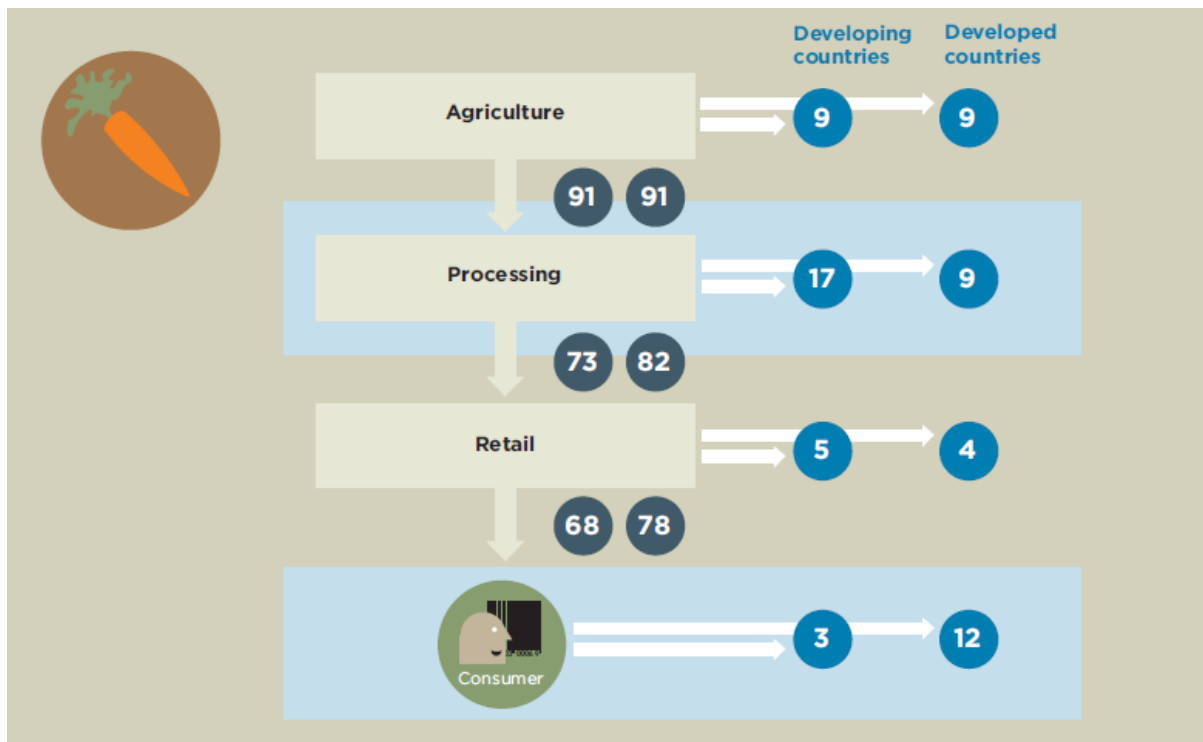 Developing
countries
Developed
countries
Agriculture
9
9
91
91
Processing
17
9
73
82
Retail
5
4
68
78
Consumer
3
12